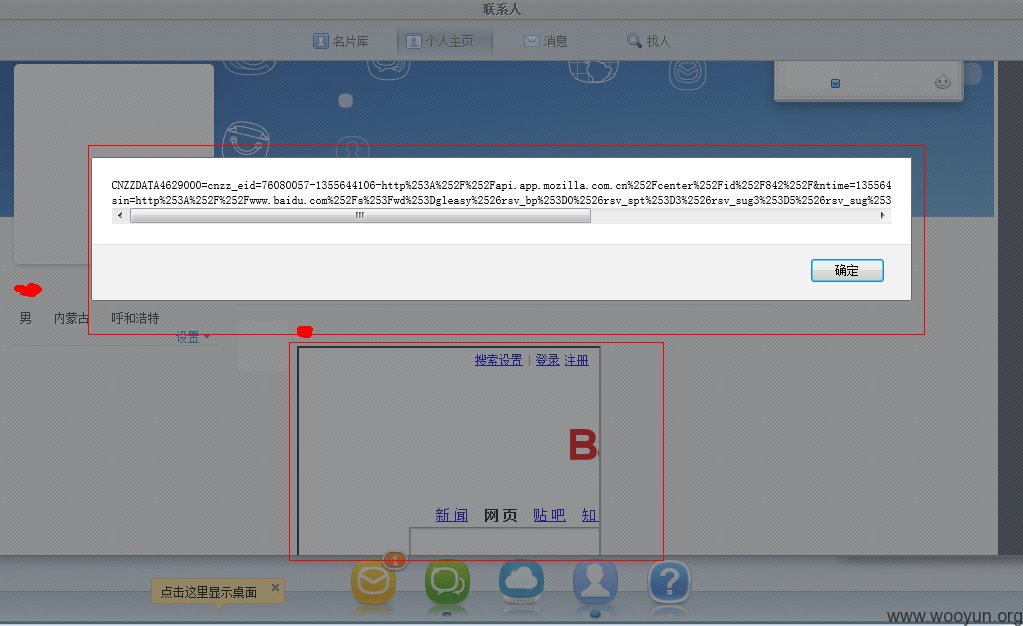 联系人
名片库 个人主页 消息 找人
CNZZDATA4629000=cnzz_eid=76080057-1355644106-http%253A%252F%252Fapi.app.mozilla.com.cn%252Fcenter%252Fid%252F842%252F&ntime=135564
sin=http%253A%252F%252Fwww.baidu.com%252Fs%253Fwd%253Dgleasy%2526rsv_bp%253D0%2526rsv_spt%253D3%2526rsv_sug3%253D5%2526rsv_sug%253
确定
男 内蒙古 呼和浩特
设置
搜索设置 | 登录 注册
B
新闻 网页 贴吧 知
1
点击这里显示桌面
?
www.wooyun.org